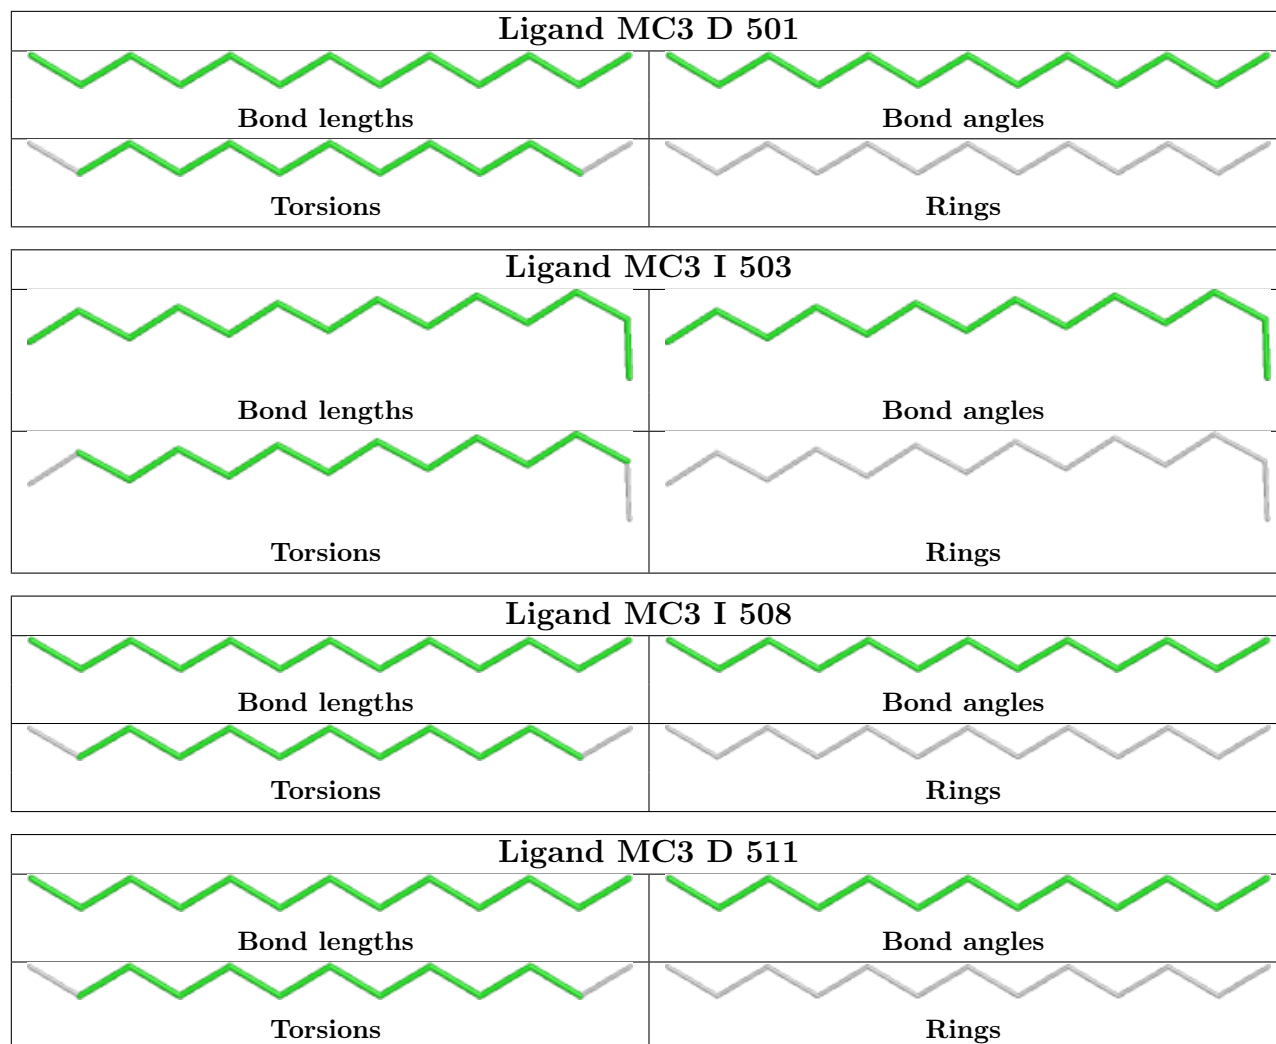 Ligand MC3 D 501
Bond lengths Bond angles
Torsions Rings
Ligand MC3 I 503
Bond lengths Bond angles
Torsions Rings
Ligand MC3 I 508
Bond lengths Bond angles
Torsions Rings
Ligand MC3 D 511
Bond lengths Bond angles
Torsions Rings